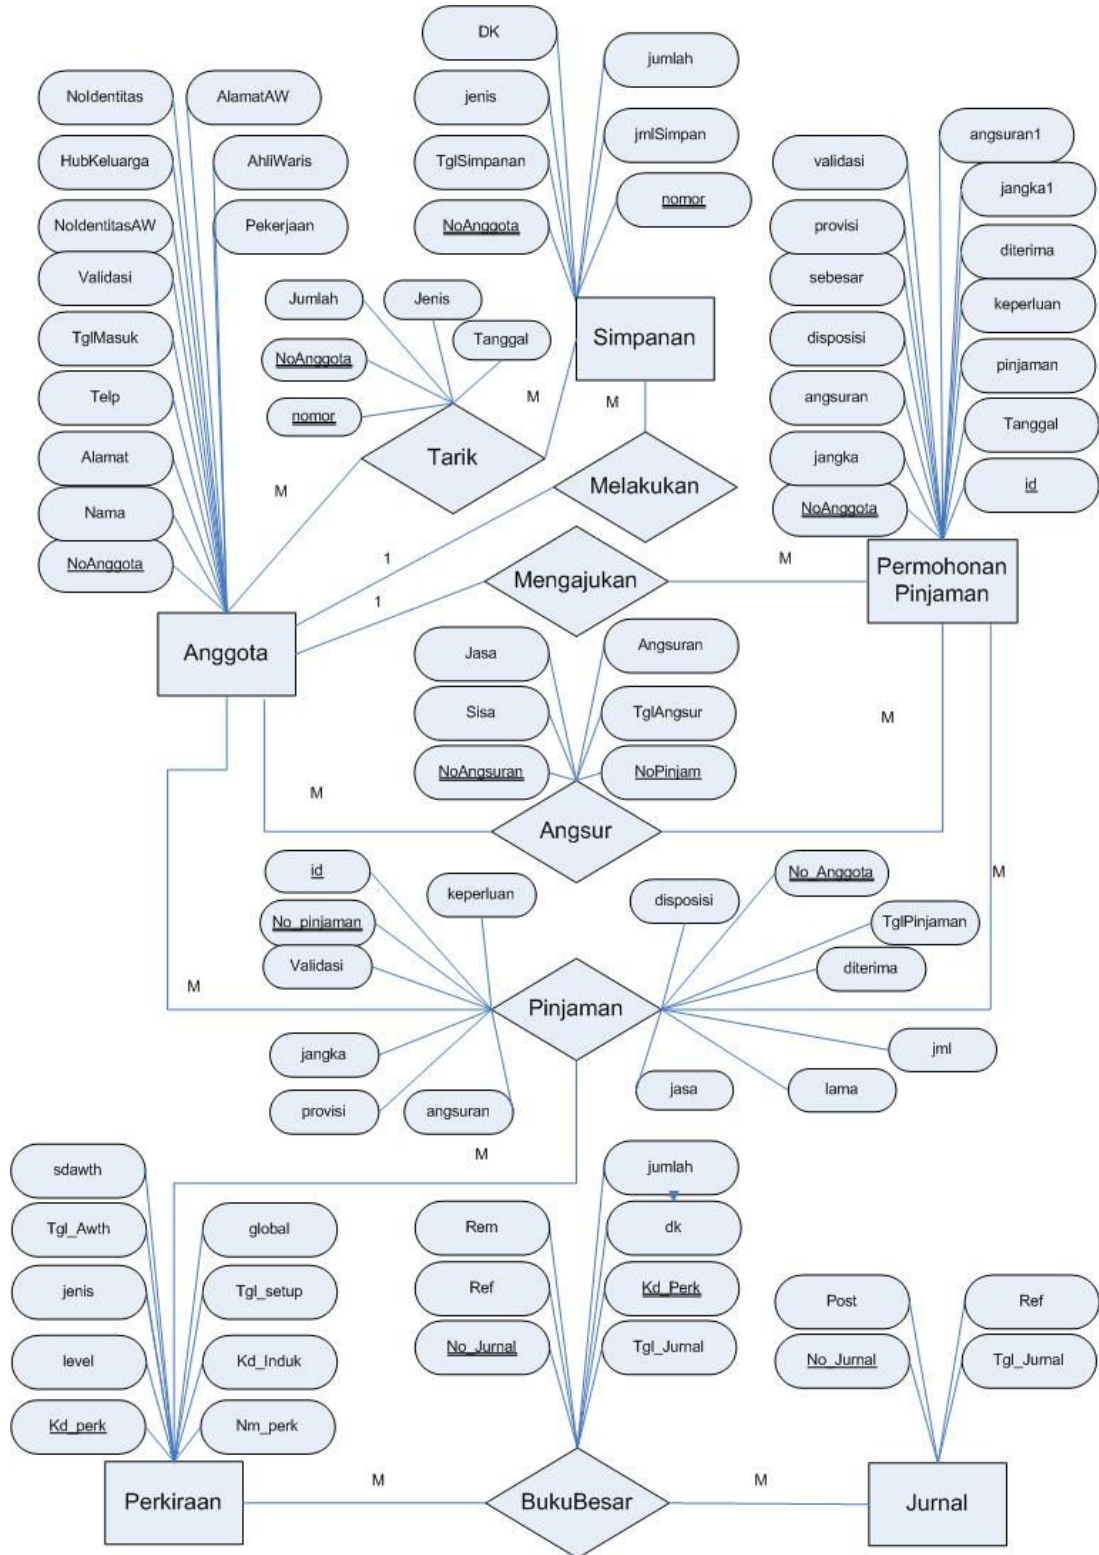 DK
jumlah
NoIdentitas
AlamatAW
jenis
angsuran1
jmlSimpan
HubKeluarga
AhliWaris
TglSimpanan
validasi
jangka1
nomor
NoAnggota
NoIdentitasAW
Pekerjaan
provisi
diterima
Validasi
sebesar
keperluan
Jumlah
Jenis
TglMasuk
Tanggal
Simpanan
disposisi
NoAnggota
pinjaman
Telp
M
M
angsuran
nomor
Tanggal
Alamat
Tarik
jangka
Melakukan
id
M
Nama
NoAnggota
NoAnggota
1
Mengajukan
M
Permohonan
Pinjaman
1
Anggota
Jasa
Angsuran
Sisa
TglAngsur
M
NoAngsuran
NoPinjam
M
Angsur
id
keperluan
No_Anggota
M
disposisi
No_pinjaman
TglPinjaman
Validasi
diterima
M
Pinjaman
jangka
jml
jasa
lama
provisi
angsuran
M
sdawth
jumlah
Tgl_Awth
global
Rem
dk
jenis
Tgl_setup
Ref
Kd_Perk
Post
Ref
level
Kd_Induk
No_Jurnal
Tgl_Jurnal
No_Jurnal
Tgl_Jurnal
Kd_perk
Nm_perk
M
M
Perkiraan
BukuBesar
Jurnal